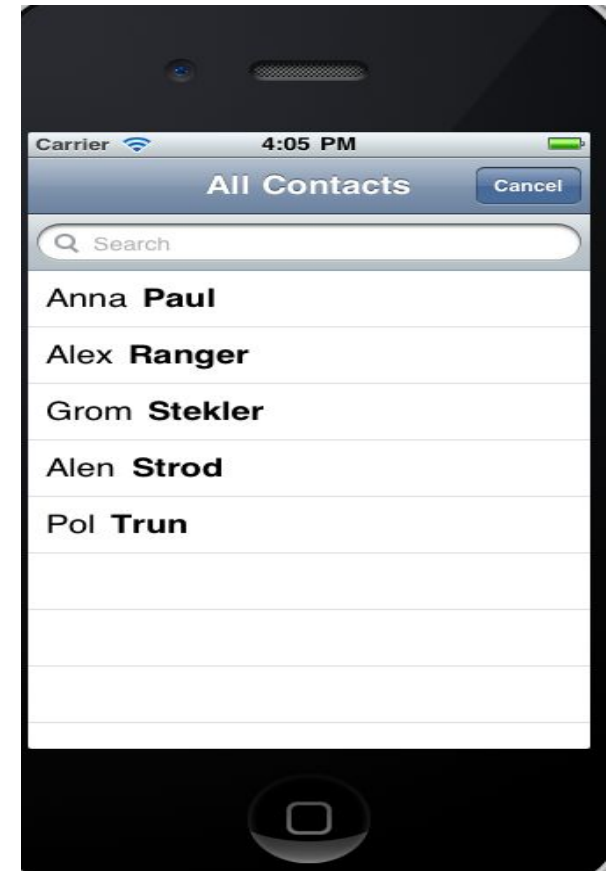 Carrier 4:05 PM
All Contacts Cancel
Search
Anna Paul
Alex Ranger
Grom Stekler
Alen Strod
Pol Trun